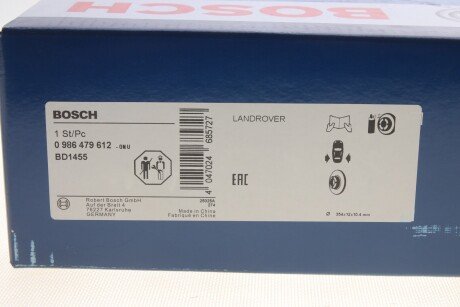 BOSCH
BOSCH
1 St/Pc
0 986 479 612
BD1455
LANDROVER
4 047024 685727
EAC
Robert Bosch GmbH
Auf der Breit 4
76227 Karlsruhe
GERMANY
Made in China
Fabriqué en China